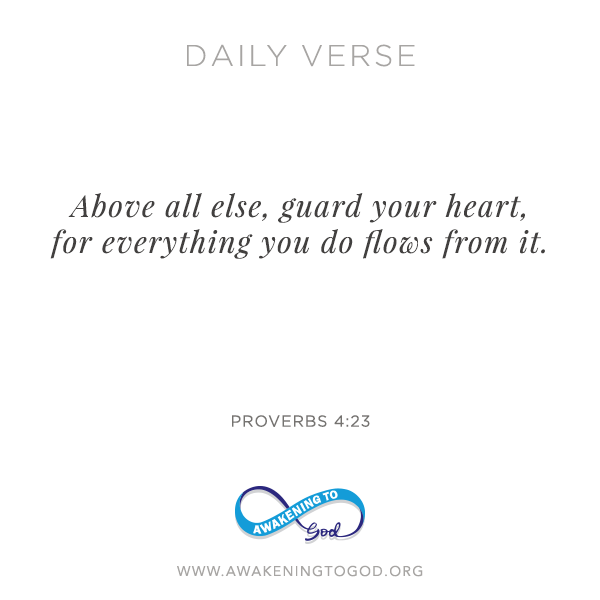 DAILY VERSE
Above all else, guard your heart,
for everything you do flows from it.
PROVERBS 4:23
AWAKENING TO
God
WWW.AWAKENINGTOGOD.ORG